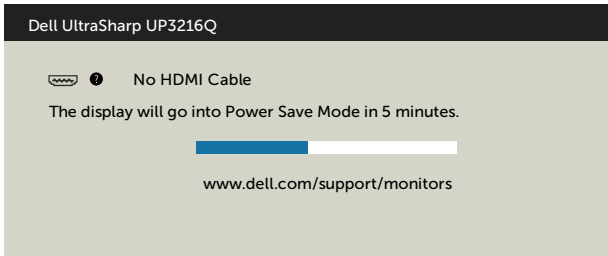 Dell UltraSharp UP3216Q
? No HDMI Cable
The display will go into Power Save Mode in 5 minutes.
www.dell.com/support/monitors